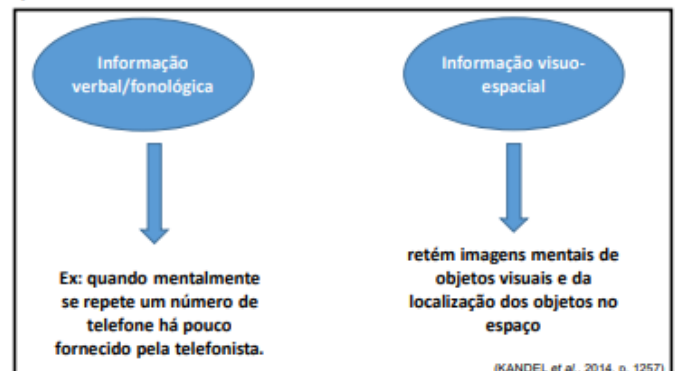 Informação
verbal/fonológica
Informação visuo-
espacial
Ex: quando mentalmente
se repete um número de
telefone há pouco
fornecido pela telefonista.
retém imagens mentais de
objetos visuais e da
localização dos objetos no
espaço
(KANDEL et al., 2014, p. 1257)